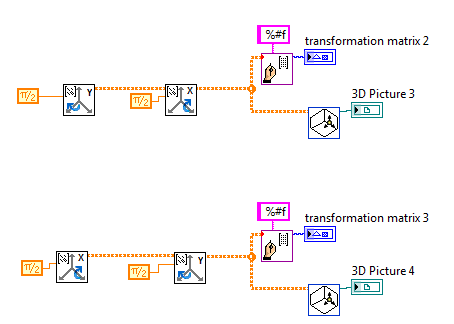 %#f
transformation matrix 2
3D Picture 3
π/2
Y
π/2
X
%#f
transformation matrix 3
3D Picture 4
π/2
X
π/2
Y